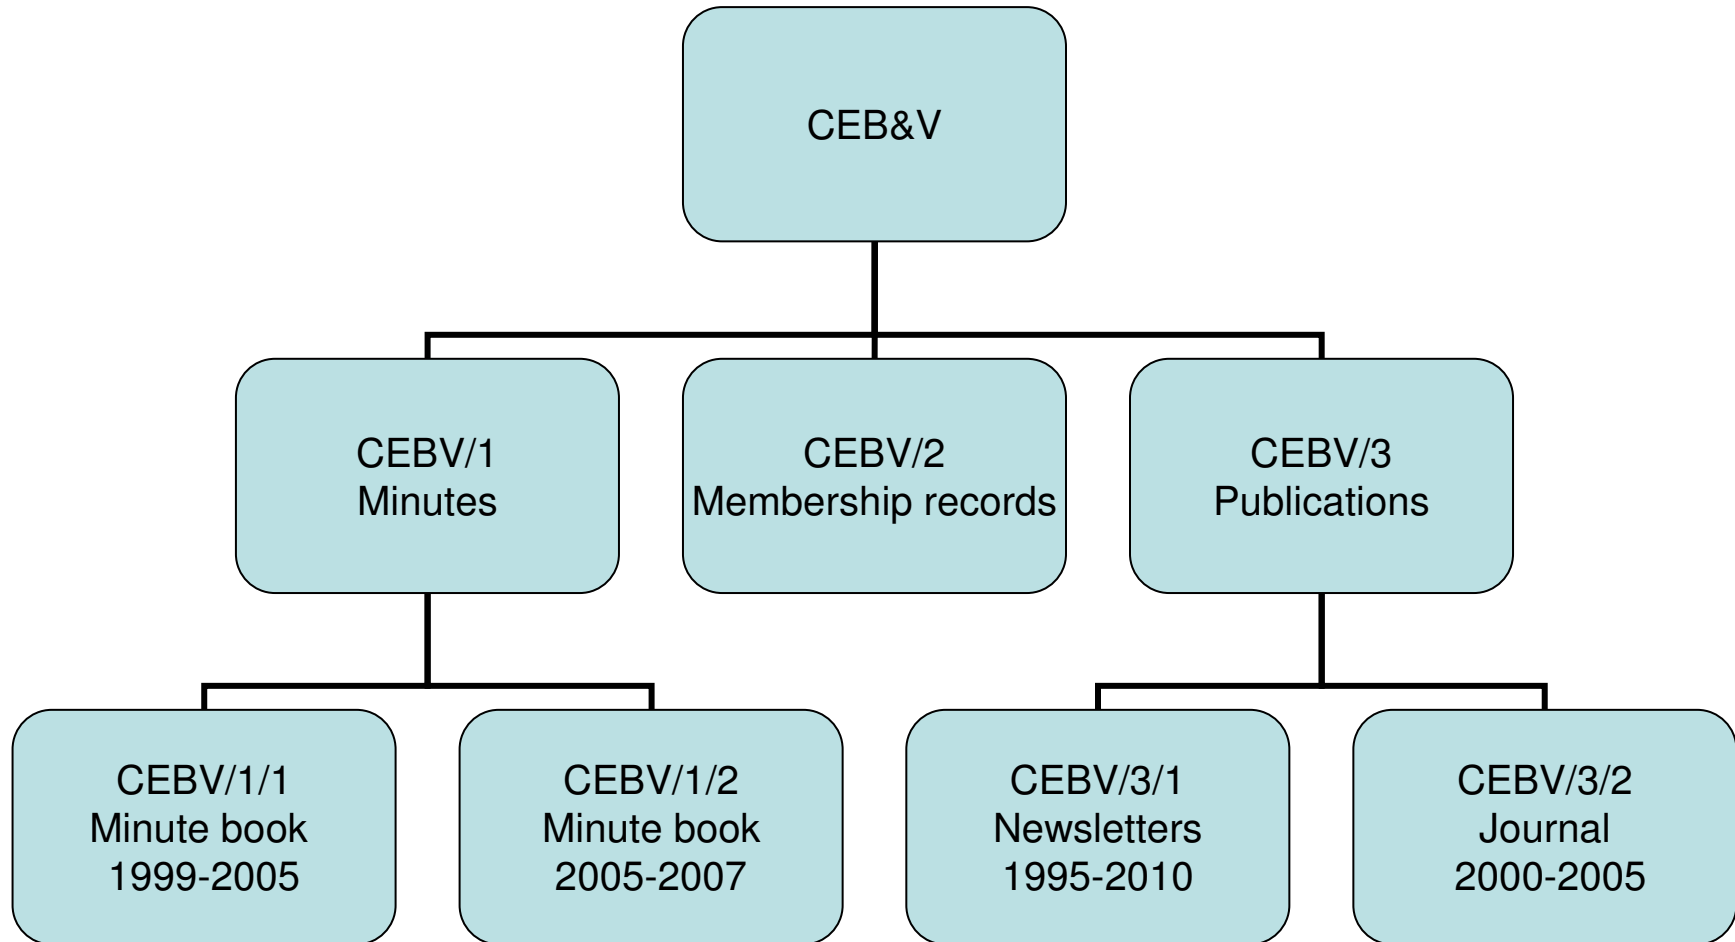 CEB&V
CEBV/1
Minutes
CEBV/2
Membership records
CEBV/3
Publications
CEBV/1/1
Minute book
1999-2005
CEBV/1/2
Minute book
2005-2007
CEBV/3/1
Newsletters
1995-2010
CEBV/3/2
Journal
2000-2005